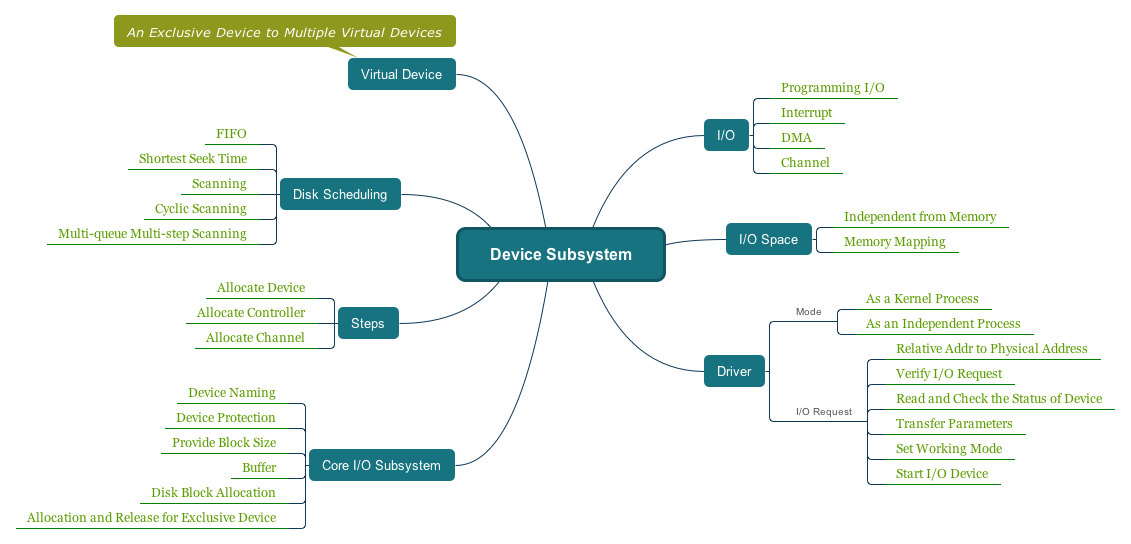 An Exclusive Device to Multiple Virtual Devices
Virtual Device
FIFO
Shortest Seek Time
Scanning
Cyclic Scanning
Multi-queue Multi-step Scanning
Disk Scheduling
Allocate Device
Allocate Controller
Allocate Channel
Steps
Device Naming
Device Protection
Provide Block Size
Buffer
Disk Block Allocation
Allocation and Release for Exclusive Device
Core I/O Subsystem
Device Subsystem
I/O
Programming I/O
Interrupt
DMA
Channel
I/O Space
Independent from Memory
Memory Mapping
Driver
Mode
As a Kernel Process
As an Independent Process
I/O Request
Relative Addr to Physical Address
Verify I/O Request
Read and Check the Status of Device
Transfer Parameters
Set Working Mode
Start I/O Device